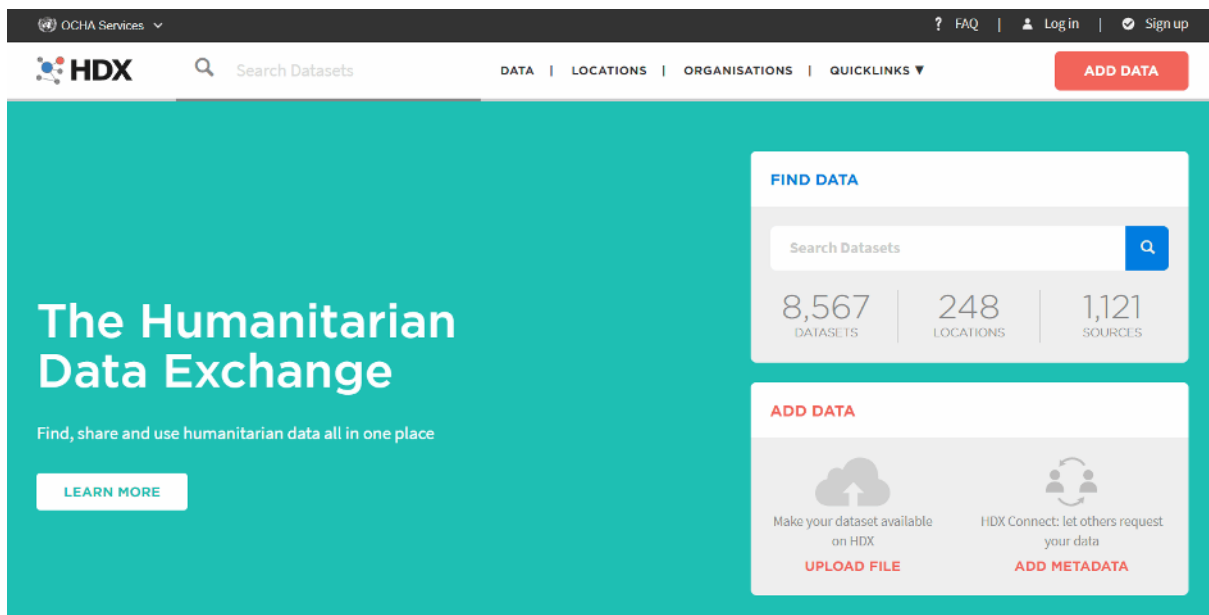 OCHA Services
? FAQ | Log in | Sign up
HDX
Search Datasets
DATA | LOCATIONS | ORGANISATIONS | QUICKLINKS ▼
ADD DATA
FIND DATA
Search Datasets
8,567
DATASETS
248
LOCATIONS
1,121
SOURCES
The Humanitarian
Data Exchange
Find, share and use humanitarian data all in one place
LEARN MORE
ADD DATA
Make your dataset available
on HDX
UPLOAD FILE
HDX Connect: let others request
your data
ADD METADATA